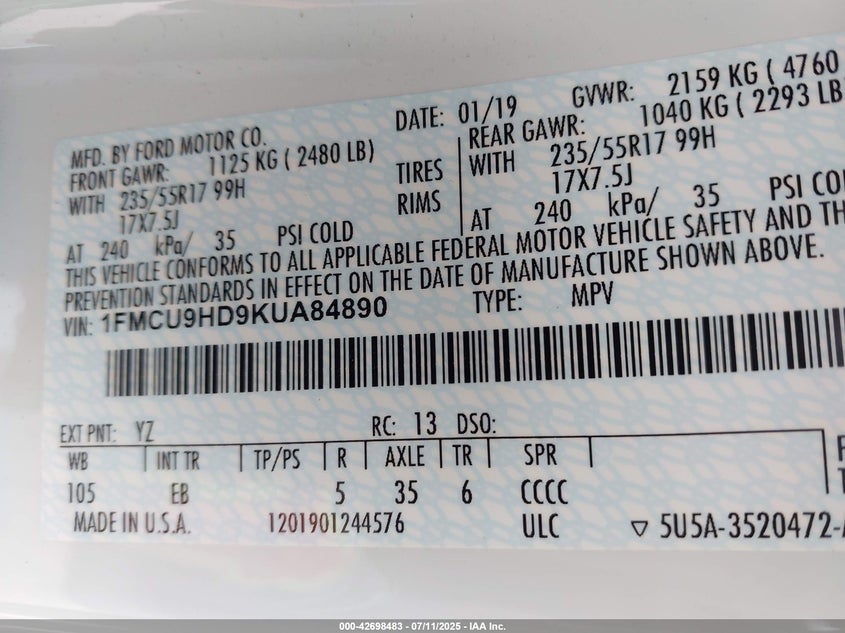 MFD. BY FORD MOTOR CO.
DATE: 01/19 GVWR: 2159 KG ( 4760
FRONT GAWR: 1125 KG ( 2480 LB)
REAR GAWR: 1040 KG ( 2293 LB
WITH 235/55R17 99H TIRES WITH 235/55R17 99H
17X7.5J RIMS 17X7.5J
AT 240 kPa/ 35 PSI COLD AT 240 kPa/ 35 PSI
THIS VEHICLE CONFORMS TO ALL APPLICABLE FEDERAL MOTOR VEHICLE SAFETY AND
PREVENTION STANDARDS IN EFFECT ON THE DATE OF MANUFACTURE SHOWN ABOVE.
VIN: 1FMCU9HD9KUA84890 TYPE: MPV
EXT PNT: YZ RC: 13 DSO:
WB INT TR TP/PS R AXLE TR SPR
105 EB 5 35 6 CCCC
MADE IN U.S.A. 1201901244576 ULC ▽ 5U5A-3520472-
000-42698483 - 07/11/2025 - IAA Inc.